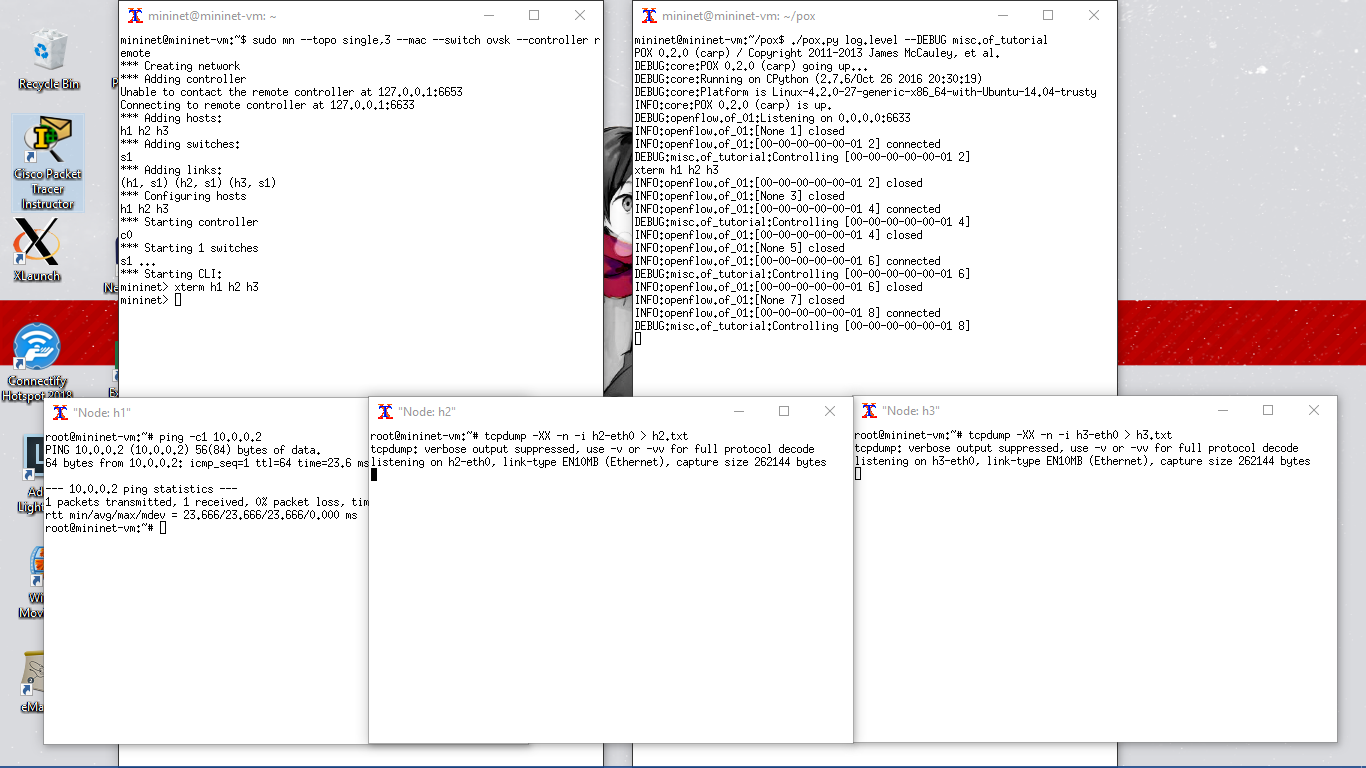 Recycle Bin
Cisco Packet
Tracer
Instructor
XLaunch
Connectify
Hotspot 2018
mininet@mininet-vm: ~
mininet@mininet-vm:~$ sudo mn --topo single,3 --mac --switch ovsk --controller r
emote
*** Creating network
*** Adding controller
Unable to contact the remote controller at 127.0.0.1:6653
Connecting to remote controller at 127.0.0.1:6633
*** Adding hosts:
h1 h2 h3
*** Adding switches:
s1
*** Adding links:
(h1, s1) (h2, s1) (h3, s1)
*** Configuring hosts
h1 h2 h3
*** Starting controller
c0
*** Starting 1 switches
s1 ...
*** Starting CLI:
mininet> xterm h1 h2 h3
mininet>
mininet@mininet-vm: ~/pox
mininet@mininet-vm:~/pox$ ./pox.py log.level --DEBUG misc.of_tutorial
POX 0.2.0 (carp) / Copyright 2011-2013 James McCauley, et al.
DEBUG:core:POX 0.2.0 (carp) going up...
DEBUG:core:Running on CPython (2.7.6/Oct 26 2016 20:30:19)
DEBUG:core:Platform is Linux-4.2.0-27-generic-x86_64-with-Ubuntu-14.04-trusty
INFO:core:POX 0.2.0 (carp) is up.
DEBUG:openflow.of_01:Listening on 0.0.0.0:6633
INFO:openflow.of_01:[None 1] closed
INFO:openflow.of_01:[00-00-00-00-00-01 2] connected
DEBUG:misc.of_tutorial:Controlling [00-00-00-00-00-01 2]
xterm h1 h2 h3
INFO:openflow.of_01:[00-00-00-00-00-01 2] closed
INFO:openflow.of_01:[None 3] closed
INFO:openflow.of_01:[00-00-00-00-00-01 4] connected
DEBUG:misc.of_tutorial:Controlling [00-00-00-00-00-01 4]
INFO:openflow.of_01:[00-00-00-00-00-01 4] closed
INFO:openflow.of_01:[None 5] closed
INFO:openflow.of_01:[00-00-00-00-00-01 6] connected
DEBUG:misc.of_tutorial:Controlling [00-00-00-00-00-01 6]
INFO:openflow.of_01:[00-00-00-00-00-01 6] closed
INFO:openflow.of_01:[None 7] closed
INFO:openflow.of_01:[00-00-00-00-00-01 8] connected
DEBUG:misc.of_tutorial:Controlling [00-00-00-00-00-01 8]
"Node: h1"
root@mininet-vm:~# ping -c1 10.0.0.2
PING 10.0.0.2 (10.0.0.2) 56(84) bytes of data.
64 bytes from 10.0.0.2: icmp_seq=1 ttl=64 time=23.6 ms
--- 10.0.0.2 ping statistics ---
1 packets transmitted, 1 received, 0% packet loss, tim
rtt min/avg/max/mdev = 23.666/23.666/23.666/0.000 ms
root@mininet-vm:~#
"Node: h2"
root@mininet-vm:~# tcpdump -XX -n -i h2-eth0 > h2.txt
tcpdump: verbose output suppressed, use -v or -vv for full protocol decode
listening on h2-eth0, link-type EN10MB (Ethernet), capture size 262144 bytes
"Node: h3"
root@mininet-vm:~# tcpdump -XX -n -i h3-eth0 > h3.txt
tcpdump: verbose output suppressed, use -v or -vv for full protocol decode
listening on h3-eth0, link-type EN10MB (Ethernet), capture size 262144 bytes